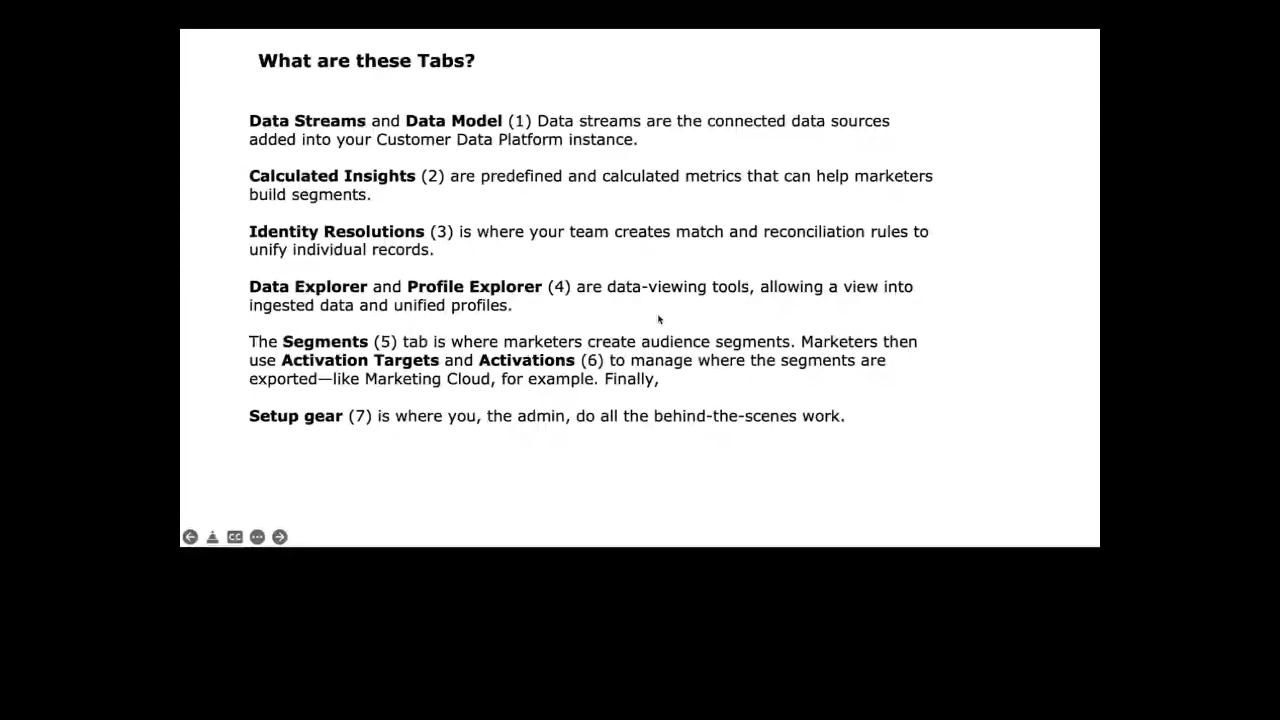 What are these Tabs?
Data Streams and Data Model (1) Data streams are the connected data sources
added into your Customer Data Platform instance.
Calculated Insights (2) are predefined and calculated metrics that can help marketers
build segments.
Identity Resolutions (3) is where your team creates match and reconciliation rules to
unify individual records.
Data Explorer and Profile Explorer (4) are data-viewing tools, allowing a view into
ingested data and unified profiles.
The Segments (5) tab is where marketers create audience segments. Marketers then
use Activation Targets and Activations (6) to manage where the segments are
exported—like Marketing Cloud, for example. Finally,
Setup gear (7) is where you, the admin, do all the behind-the-scenes work.
CC